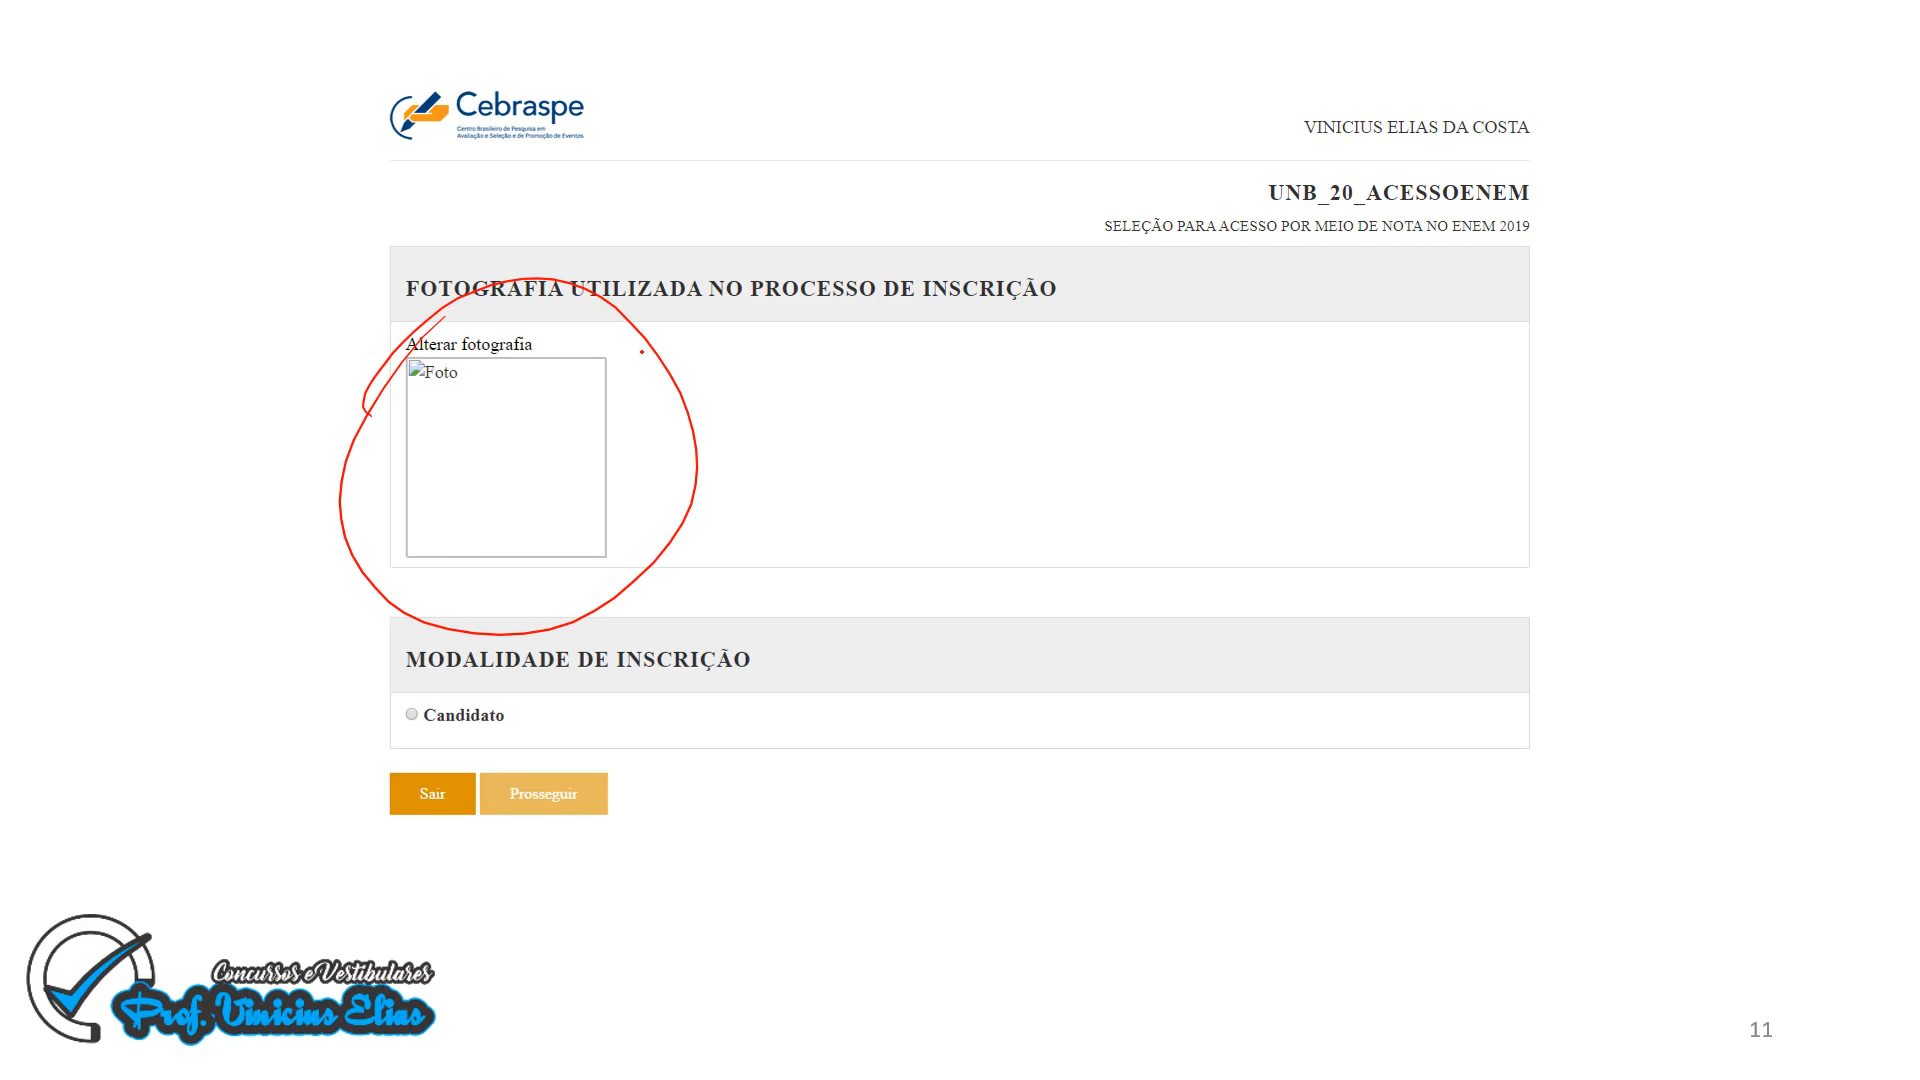 Cebraspe
Centro Brasileiro de Pesquisa em
Avaliação e Seleção e de Promoção de Eventos
VINICIUS ELIAS DA COSTA
UNB_20_ACESSOENEM
SELEÇÃO PARA ACESSO POR MEIO DE NOTA NO ENEM 2019
FOTOGRAFIA UTILIZADA NO PROCESSO DE INSCRIÇÃO
Alterar fotografia
Foto
MODALIDADE DE INSCRIÇÃO
Candidato
Sair
Prosseguir
Concursos e Vestibulares
Prof. Vinicius Elias
11